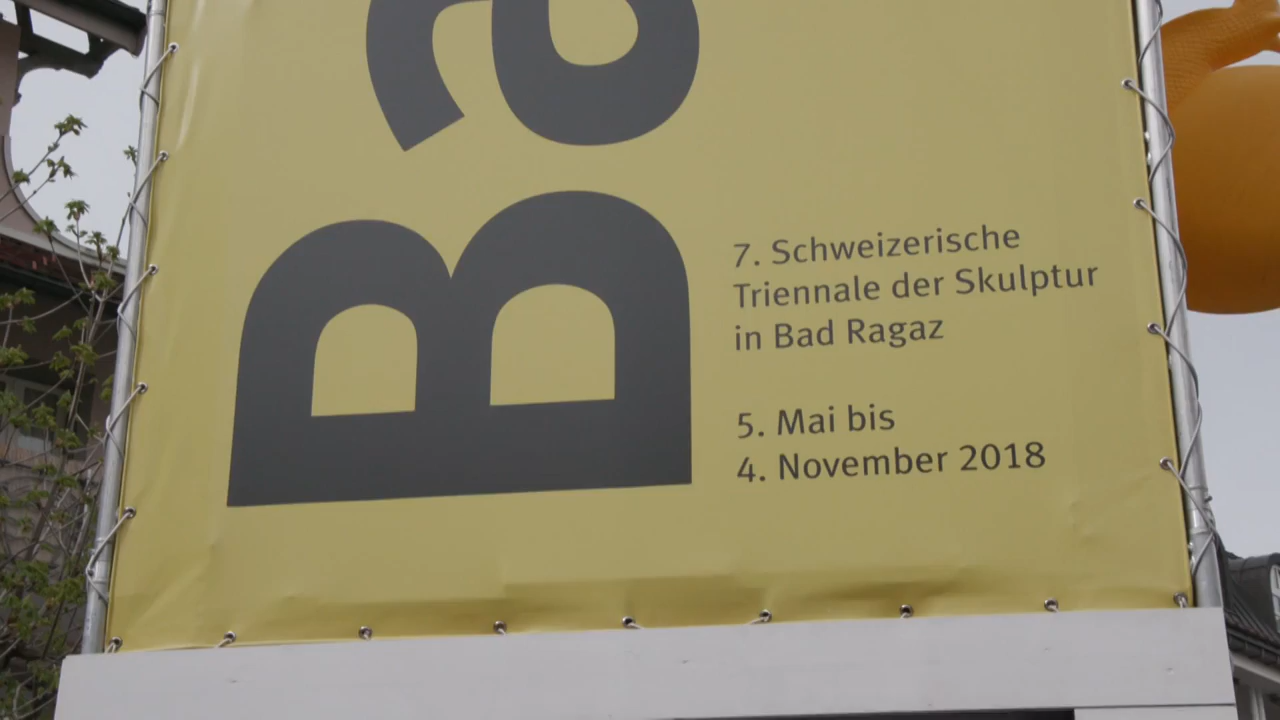 Ba
7. Schweizerische
Triennale der Skulptur
in Bad Ragaz
5. Mai bis
4. November 2018